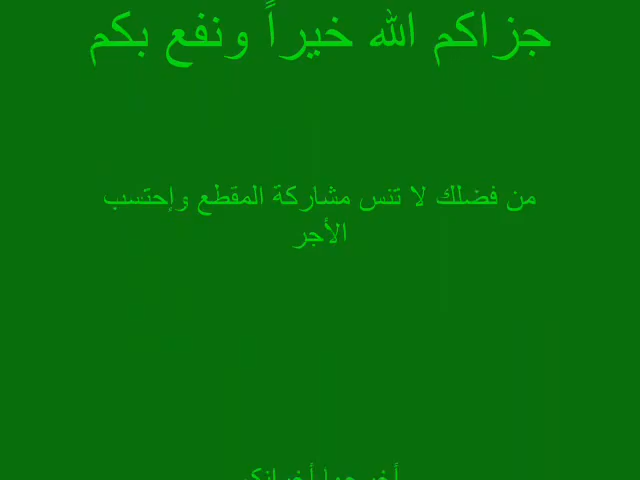 جزاكم الله خيراً ونفع بكم
من فضلك لا تنس مشاركة المقطع وإحتسب
الأجر